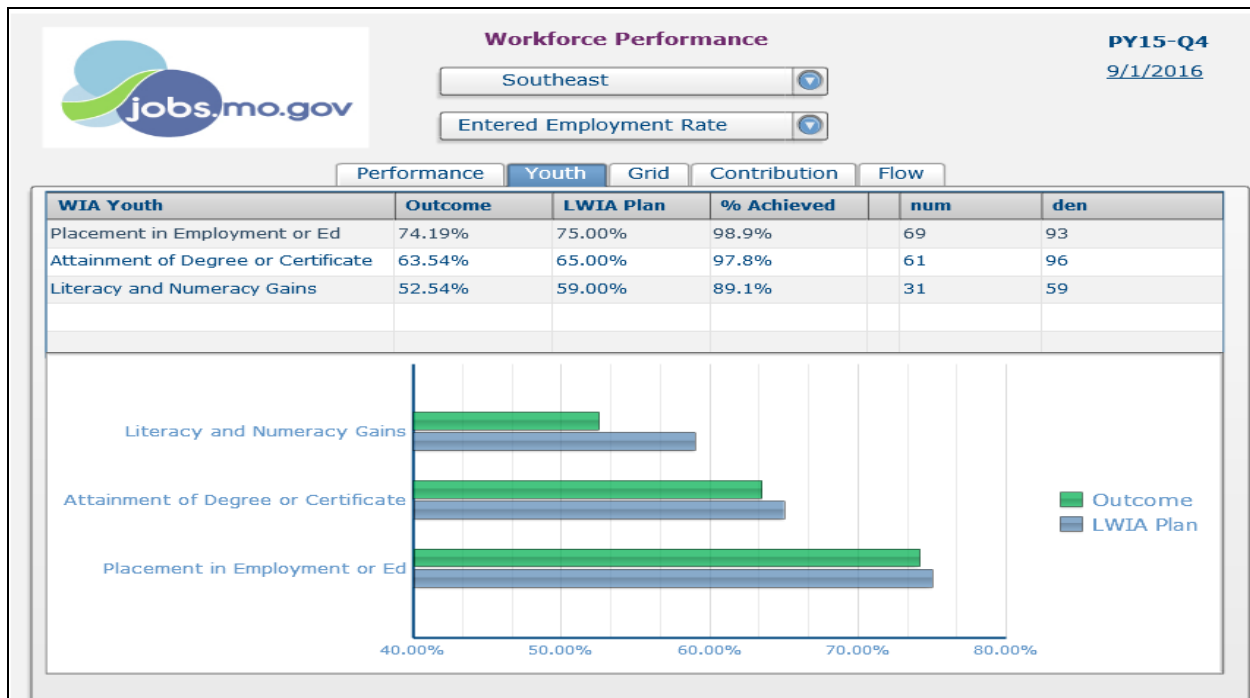 Workforce Performance
PY15-Q4
jobs.mo.gov
Southeast
9/1/2016
Entered Employment Rate
Performance Youth Grid Contribution Flow
WIA Youth Outcome LWIA Plan % Achieved num den
Placement in Employment or Ed 74.19% 75.00% 98.9% 69 93
Attainment of Degree or Certificate 63.54% 65.00% 97.8% 61 96
Literacy and Numeracy Gains 52.54% 59.00% 89.1% 31 59
Literacy and Numeracy Gains
Attainment of Degree or Certificate
Placement in Employment or Ed
Outcome
LWIA Plan
40.00% 50.00% 60.00% 70.00% 80.00%